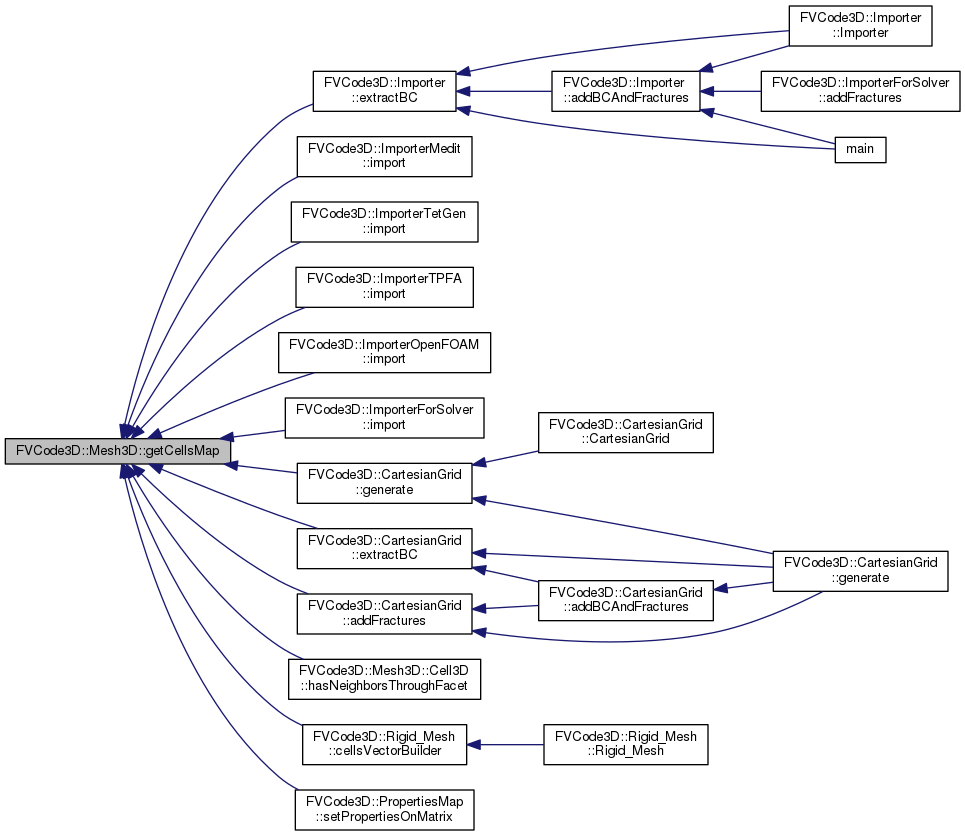 FVCode3D::Importer
::Importer
FVCode3D::Importer
::extractBC
FVCode3D::Importer
::addBCAndFractures
FVCode3D::ImporterForSolver
::addFractures
main
FVCode3D::ImporterMedit
::import
FVCode3D::ImporterTetGen
::import
FVCode3D::ImporterTPFA
::import
FVCode3D::ImporterOpenFOAM
::import
FVCode3D::ImporterForSolver
::import
FVCode3D::Mesh3D::getCellsMap
FVCode3D::CartesianGrid
::CartesianGrid
FVCode3D::CartesianGrid
::generate
FVCode3D::CartesianGrid
::extractBC
FVCode3D::CartesianGrid
::generate
FVCode3D::CartesianGrid
::addBCAndFractures
FVCode3D::CartesianGrid
::addFractures
FVCode3D::Mesh3D::Cell3D
::hasNeighborsThroughFacet
FVCode3D::Rigid_Mesh
::cellsVectorBuilder
FVCode3D::Rigid_Mesh
::Rigid_Mesh
FVCode3D::PropertiesMap
::setPropertiesOnMatrix